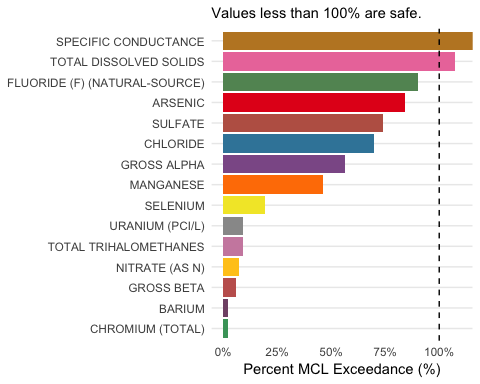 Values less than 100% are safe.
SPECIFIC CONDUCTANCE
TOTAL DISSOLVED SOLIDS
FLUORIDE (F) (NATURAL-SOURCE)
ARSENIC
SULFATE
CHLORIDE
GROSS ALPHA
MANGANESE
SELENIUM
URANIUM (PCI/L)
TOTAL TRIHALOMETHANES
NITRATE (AS N)
GROSS BETA
BARIUM
CHROMIUM (TOTAL)
0% 25% 50% 75% 100%
Percent MCL Exceedance (%)